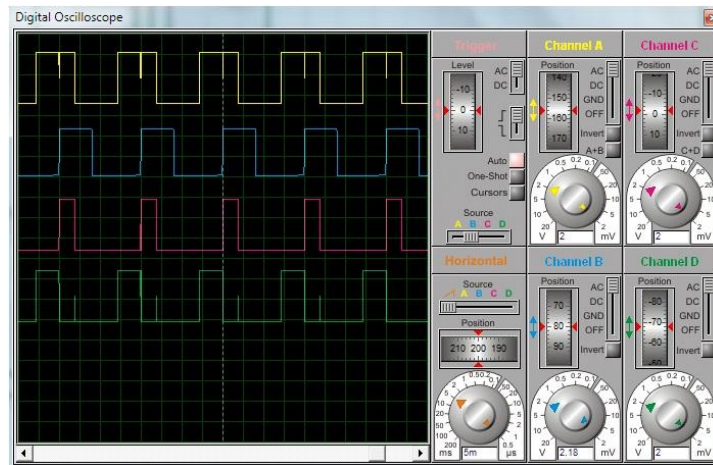 Digital Oscilloscope
Trigger
Level
AC
DC
-10
0
10
Auto
One-Shot
Cursors
Source
A B C D
Channel A
Position
140
150
160
170
AC
DC
GND
OFF
Invert
A+B
V 2 mV
Channel C
Position
-10
0
10
AC
DC
GND
OFF
Invert
C+D
V 2 mV
Horizontal
Source
A B C D
Position
210 200 190
ms 5m µs
Channel B
Position
70
80
90
AC
DC
GND
OFF
Invert
V 2.18 mV
Channel D
Position
-80
-70
-60
AC
DC
GND
OFF
Invert
V 2 mV